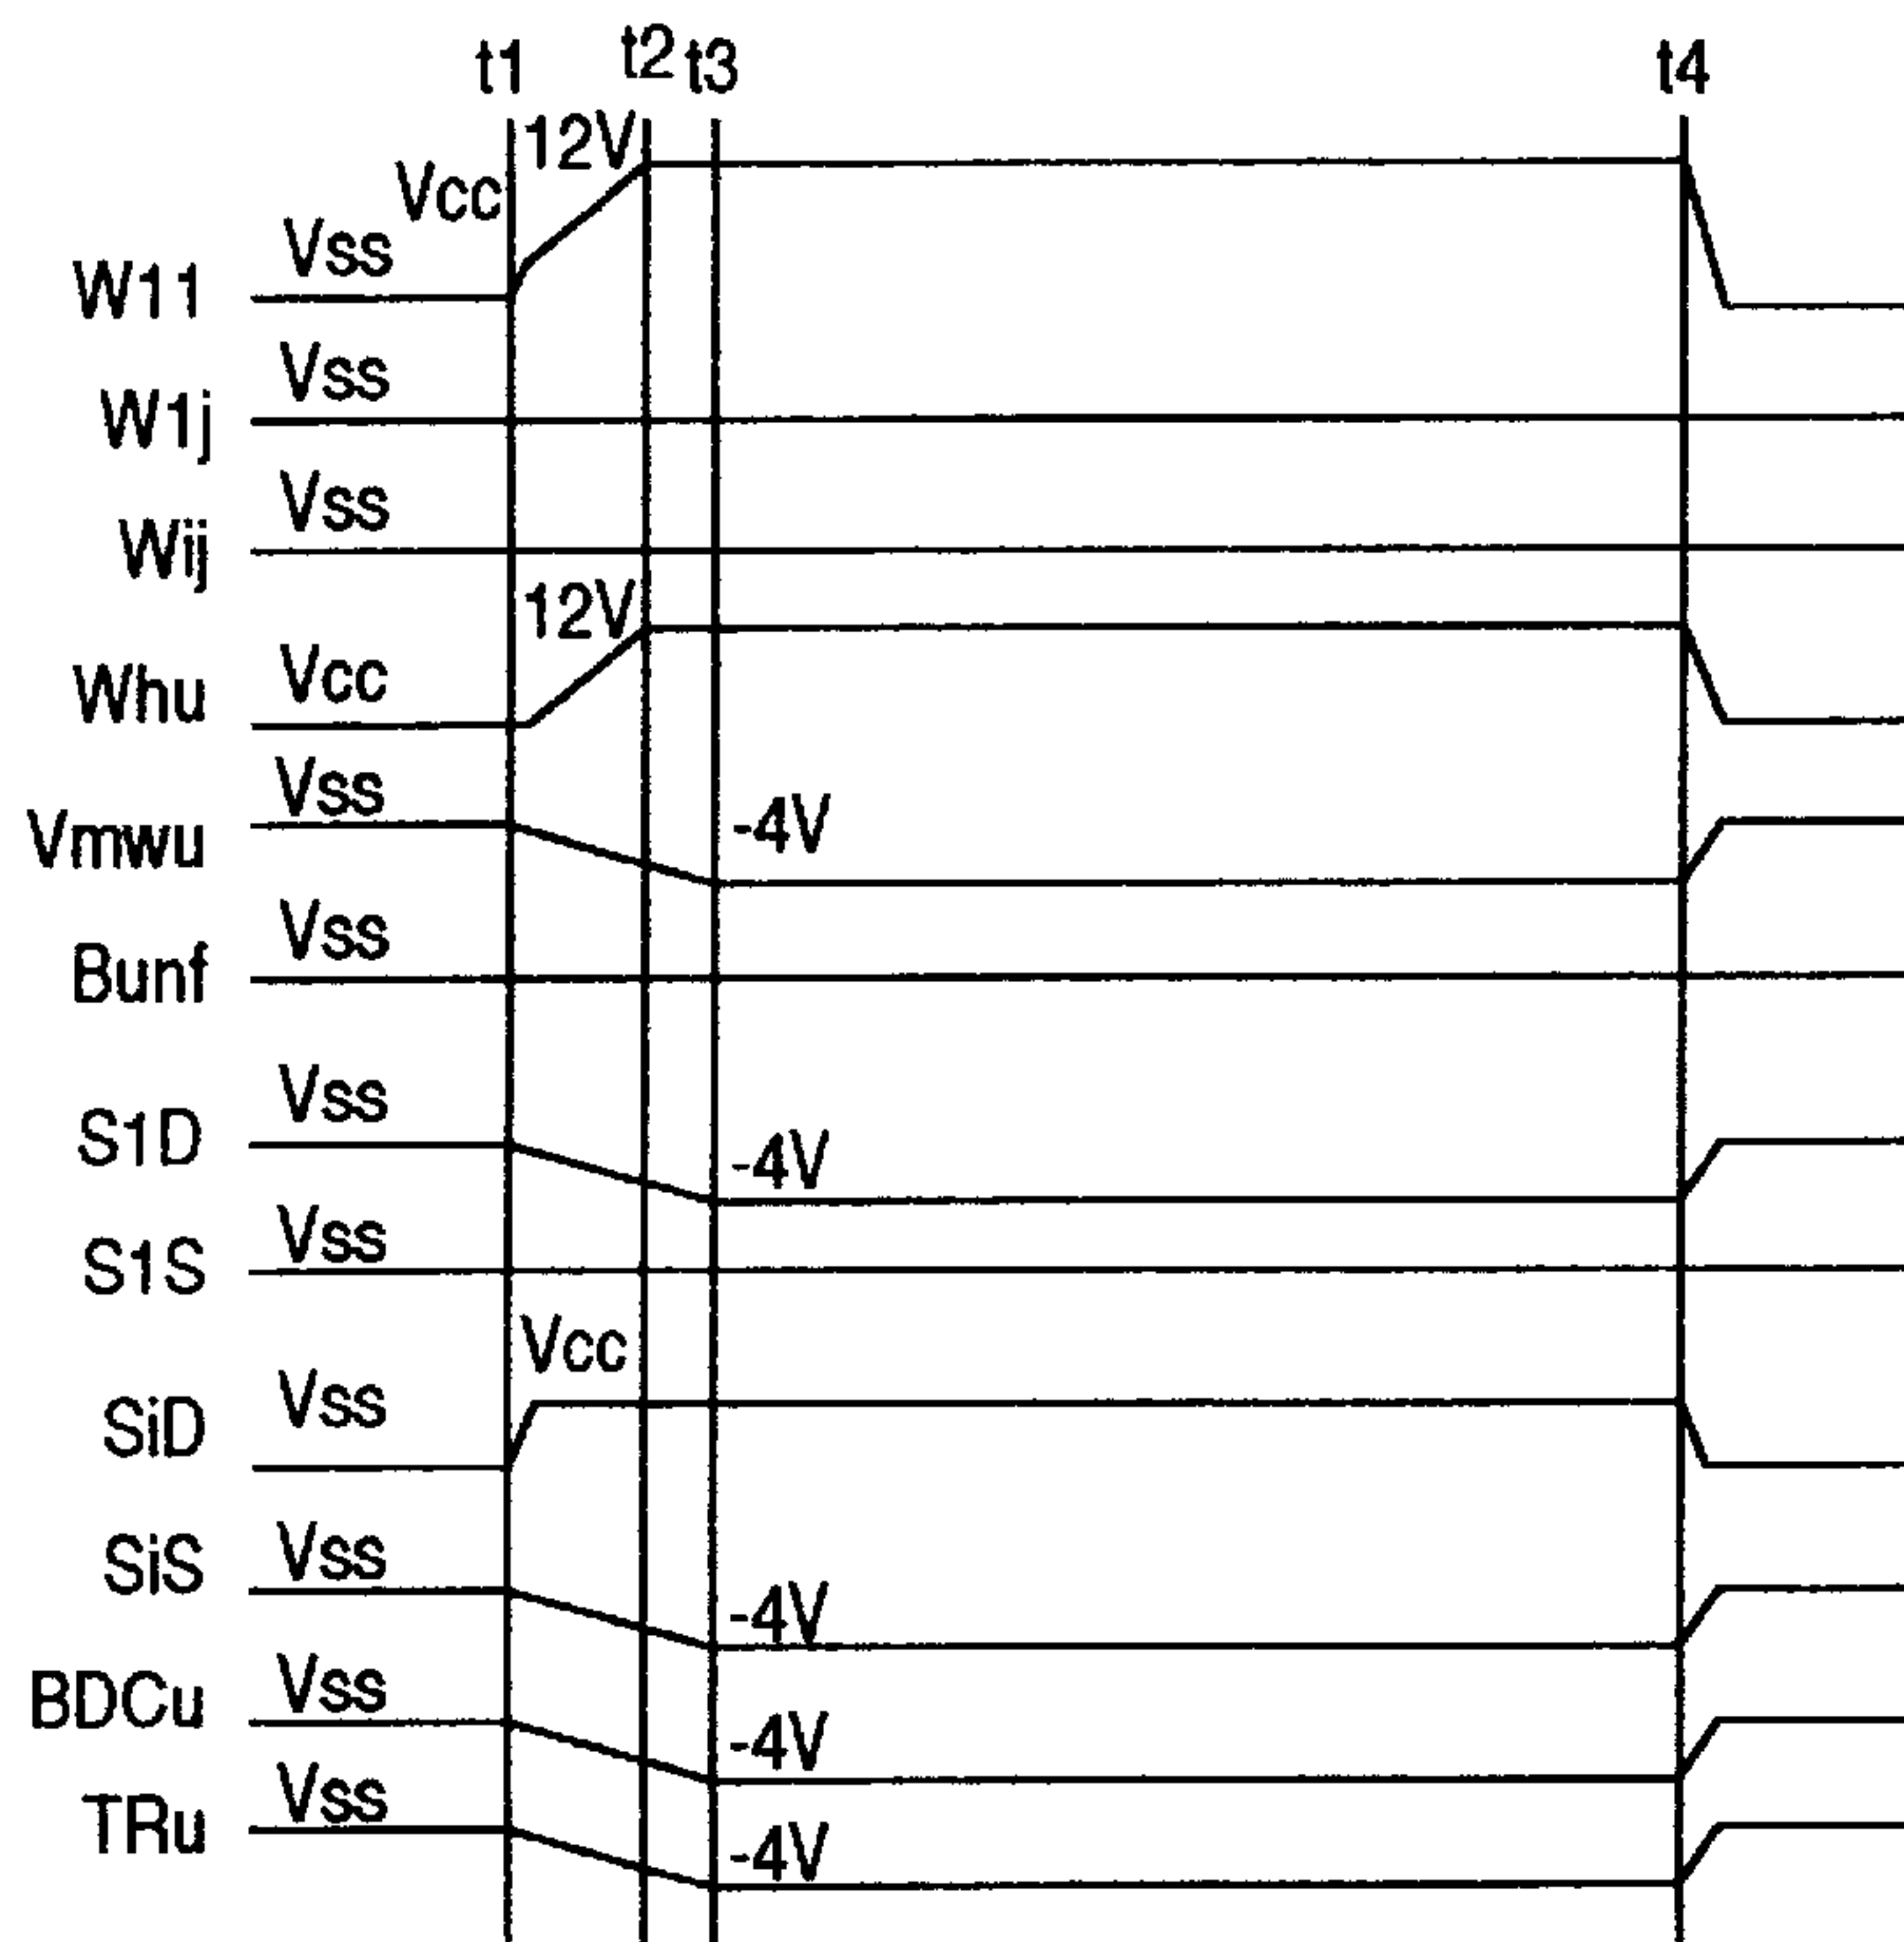 t1 t2 t3 t4
12V
Vcc
W11 Vss
W1j Vss
Wij Vss
12V
Whu Vcc
Vmwu Vss -4V
Bunf Vss
S1D Vss -4V
S1S Vss
Vcc
SiD Vss
SiS Vss -4V
BDCu Vss -4V
TRu Vss -4V